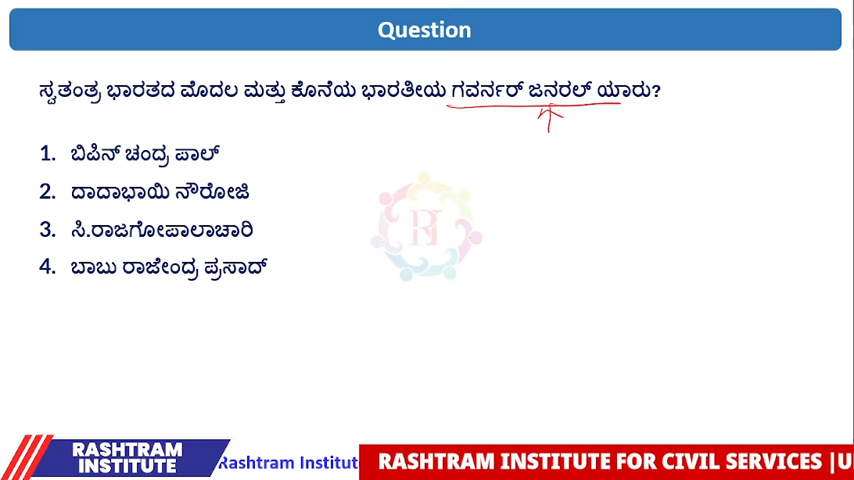 Question
ಸ್ವತಂತ್ರ ಭಾರತದ ಮೊದಲ ಮತ್ತು ಕೊನೆಯ ಭಾರತೀಯ ಗವರ್ನರ್ ಜನರಲ್ ಯಾರು?
1. ಬಿಪಿನ್ ಚಂದ್ರ ಪಾಲ್
2. ದಾದಾಭಾಯಿ ನೌರೋಜಿ
3. ಸಿ.ರಾಜಗೋಪಾಲಾಚಾರಿ
4. ಬಾಬು ರಾಜೇಂದ್ರ ಪ್ರಸಾದ್
RASHTRAM
INSTITUTE
Rashtram Institut
RASHTRAM INSTITUTE FOR CIVIL SERVICES |U